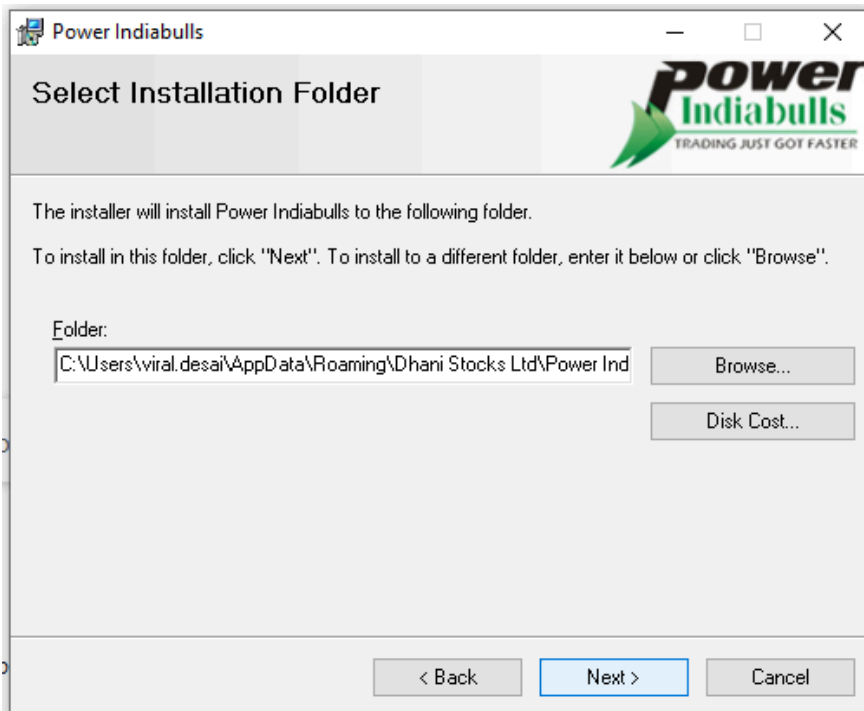 Power Indiabulls
Select Installation Folder
power
Indiabulls
TRADING JUST GOT FASTER
The installer will install Power Indiabulls to the following folder.
To install in this folder, click "Next". To install to a different folder, enter it below or click "Browse".
Folder:
C:\Users\viral.desai\AppData\Roaming\Dhani Stocks Ltd\Power Ind
Browse...
Disk Cost...
< Back
Next >
Cancel